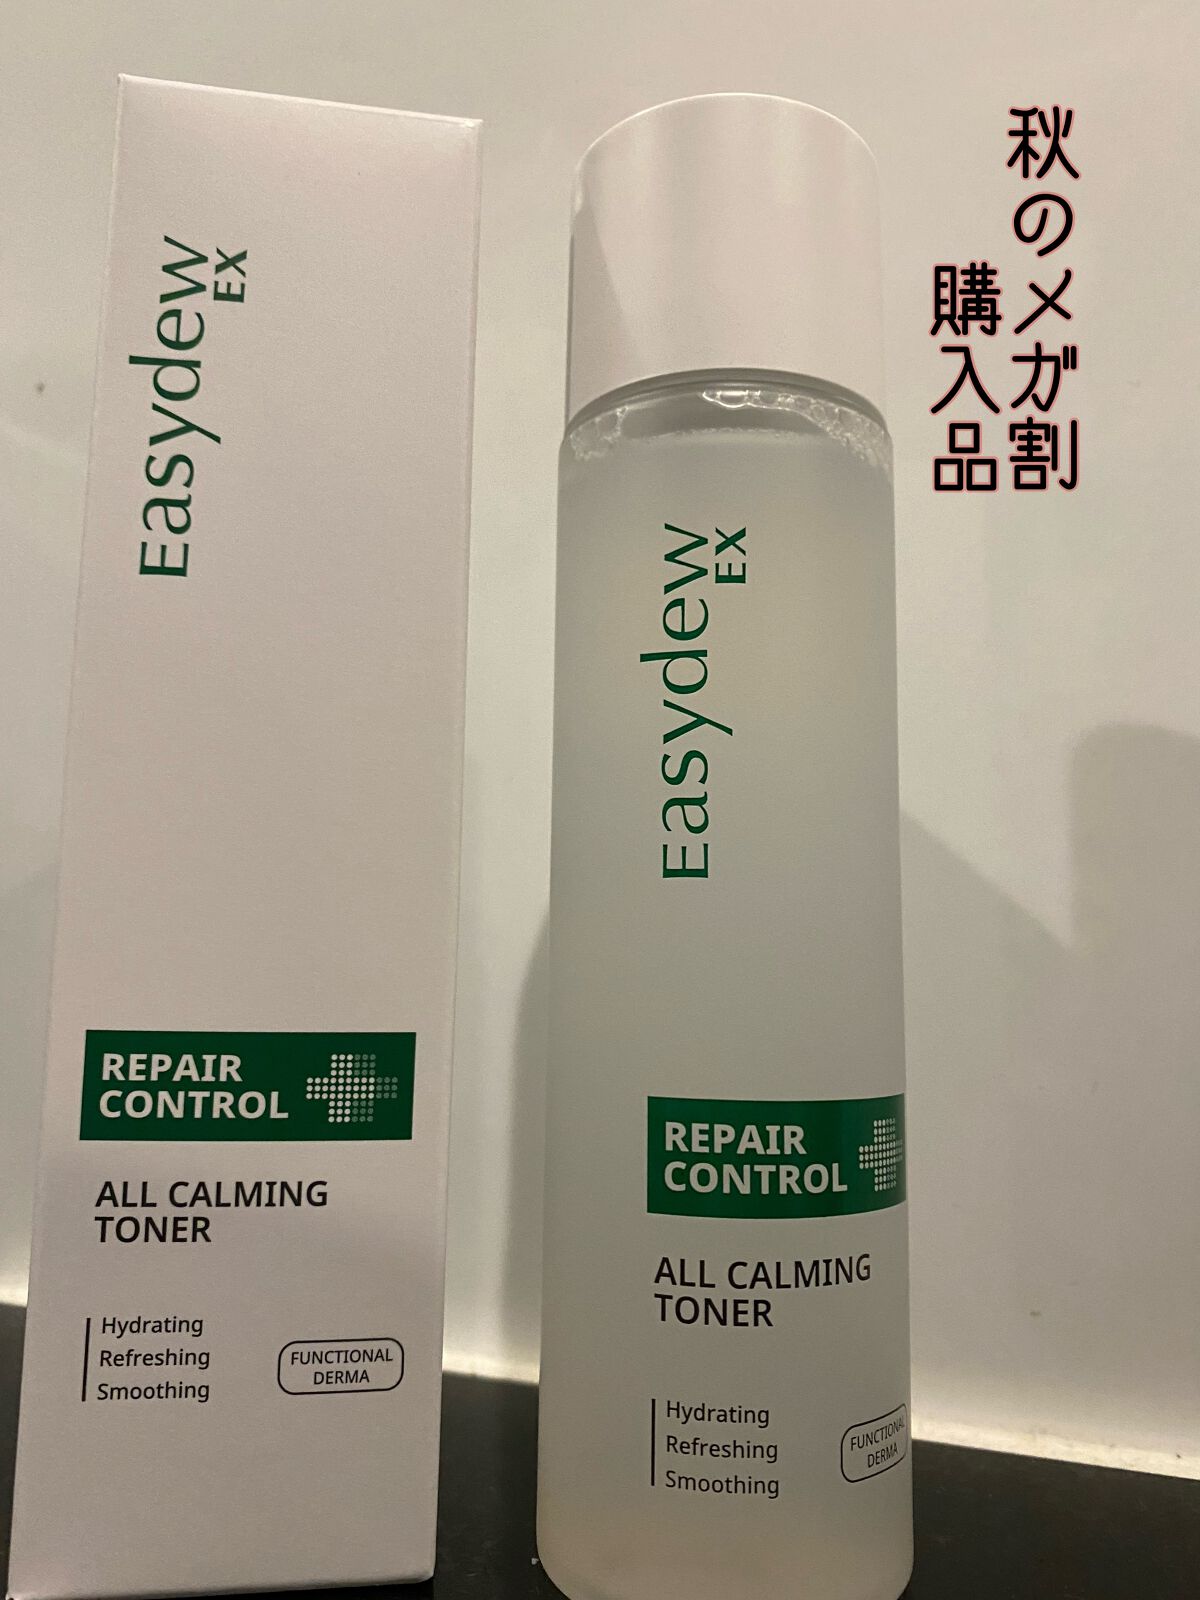 Easydew
EX
REPAIR
CONTROL
ALL CALMING
TONER
Hydrating
Refreshing
Smoothing
FUNCTIONAL
DERMA
Easydew
EX
REPAIR
CONTROL
ALL CALMING
TONER
Hydrating
Refreshing
Smoothing
FUNCTIONAL
DERMA
秋のメガ割
購入品